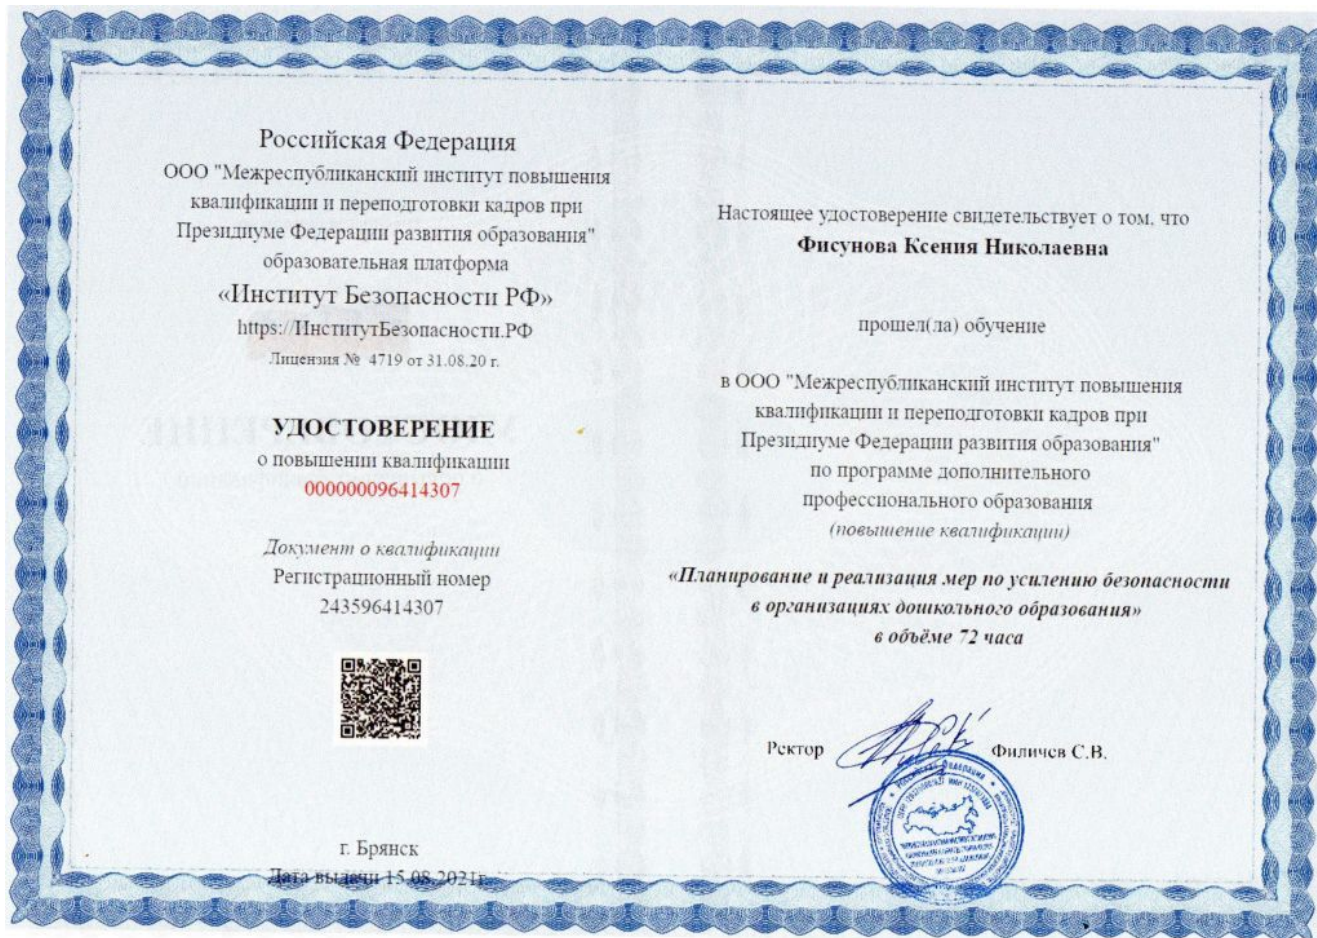 Российская Федерация
ООО "Межреспубликанский институт повышения
квалификации и переподготовки кадров при
Президиуме Федерации развития образования"
образовательная платформа
«Институт Безопасности РФ»
https://ИнститутБезопасности.РФ
Лицензия № 4719 от 31.08.20 г.
УДОСТОВЕРЕНИЕ
о повышении квалификации
000000096414307
Документ о квалификации
Регистрационный номер
243596414307
г. Брянск
Дата выдачи 15.08.2021г.
Настоящее удостоверение свидетельствует о том, что
Фисунова Ксения Николаевна
прошел(ла) обучение
в ООО "Межреспубликанский институт повышения
квалификации и переподготовки кадров при
Президиуме Федерации развития образования"
по программе дополнительного
профессионального образования
(повышение квалификации)
«Планирование и реализация мер по усилению безопасности
в организациях дошкольного образования»
в объёме 72 часа
Ректор Филичев С.В.
Российская Федерация